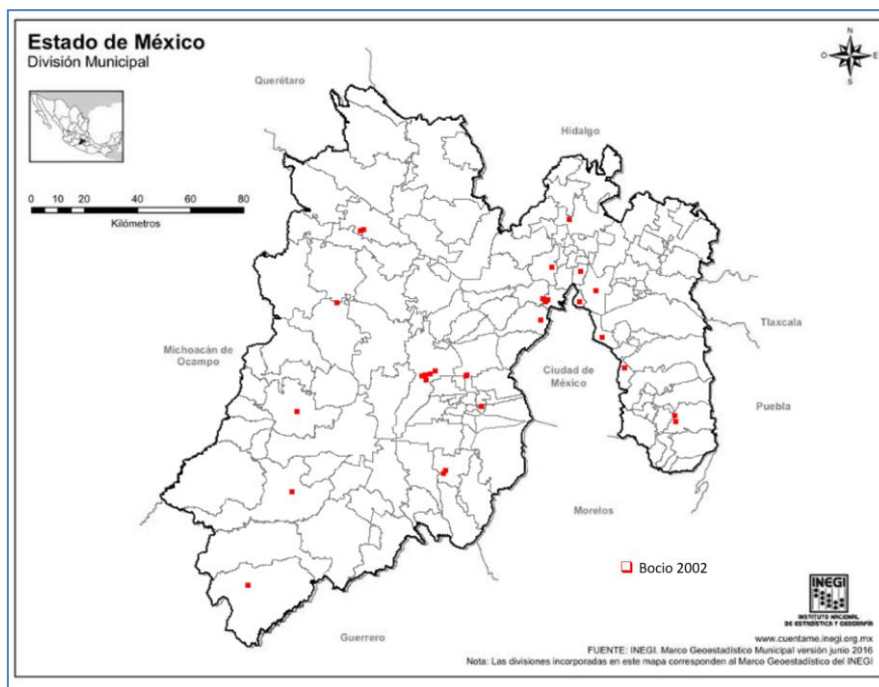 Estado de México
División Municipal
Querétaro
N
O
E
S
Hidalgo
0 10 20 40 60 80
Kilómetros
Tlaxcala
Michoacán de
Ocampo
Ciudad de
México
Puebla
Morelos
Bocio 2002
Guerrero
INEGI
INSTITUTO NACIONAL
DE ESTADÍSTICA Y GEOGRAFÍA
www.cuentame.inegi.org.mx
FUENTE: INEGI. Marco Geoestadístico Municipal versión junio 2016
Nota: Las divisiones incorporadas en este mapa corresponden al Marco Geoestadístico del INEGI